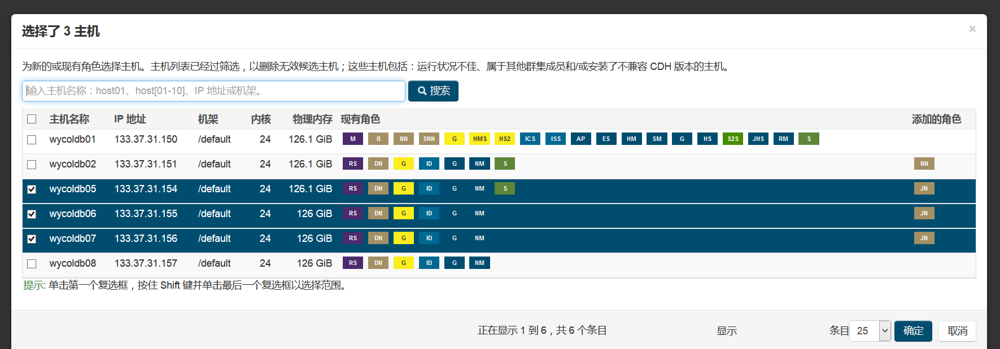 选择了 3 主机
×
为新的或现有角色选择主机。主机列表已经过筛选，以删除无效候选主机；这些主机包括：运行状况不佳、属于其他群集成员和/或安装了不兼容 CDH 版本的主机。
输入主机名称：host01、host[01-10]、IP 地址或机架。 搜索
主机名称 IP 地址 机架 内核 物理内存 现有角色 添加的角色
wycoldb01 133.37.31.150 /default 24 126.1 GiB M B NN SNN G HMS HS2 ICS ISS AP ES HM SM G HS S2S JHS RM S
wycoldb02 133.37.31.151 /default 24 126.1 GiB RS DN G ID G NM S NN
wycoldb05 133.37.31.154 /default 24 126.1 GiB RS DN G ID G NM S JN
wycoldb06 133.37.31.155 /default 24 126 GiB RS DN G ID G NM JN
wycoldb07 133.37.31.156 /default 24 126 GiB RS DN G ID G NM JN
wycoldb08 133.37.31.157 /default 24 126 GiB RS DN G ID G NM
提示: 单击第一个复选框，按住 Shift 键并单击最后一个复选框以选择范围。
正在显示 1 到 6，共 6 个条目 显示 条目 25 确定 取消